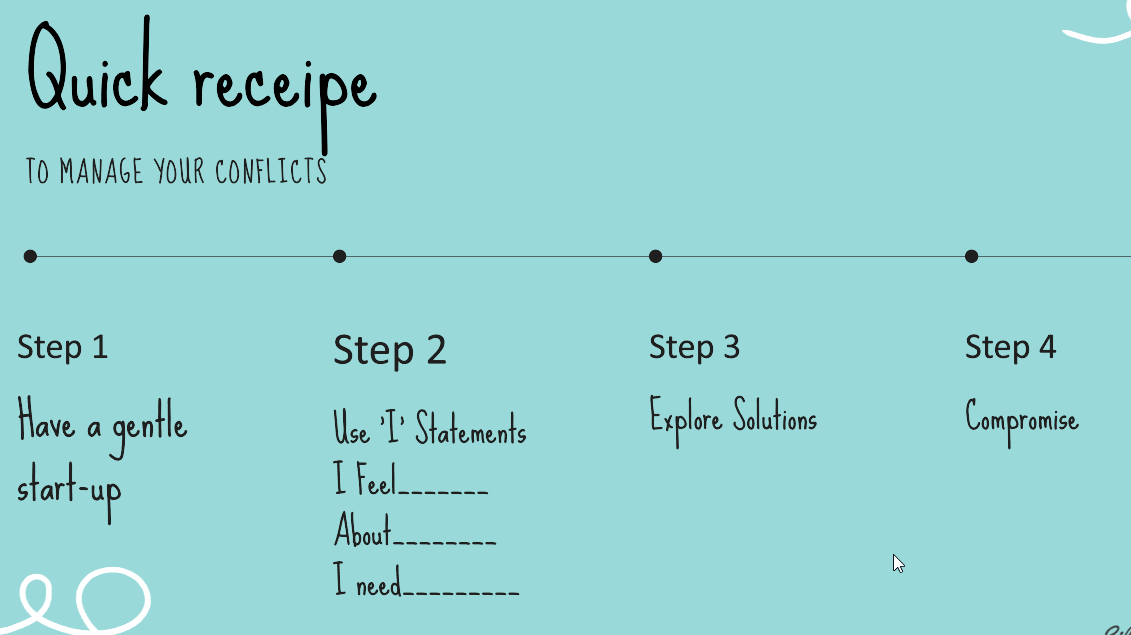 Quick receipe
TO MANAGE YOUR CONFLICTS
Step 1
Have a gentle
start-up
Step 2
Use 'I' Statements
I Feel_______
About________
I need_________
Step 3
Explore Solutions
Step 4
Compromise